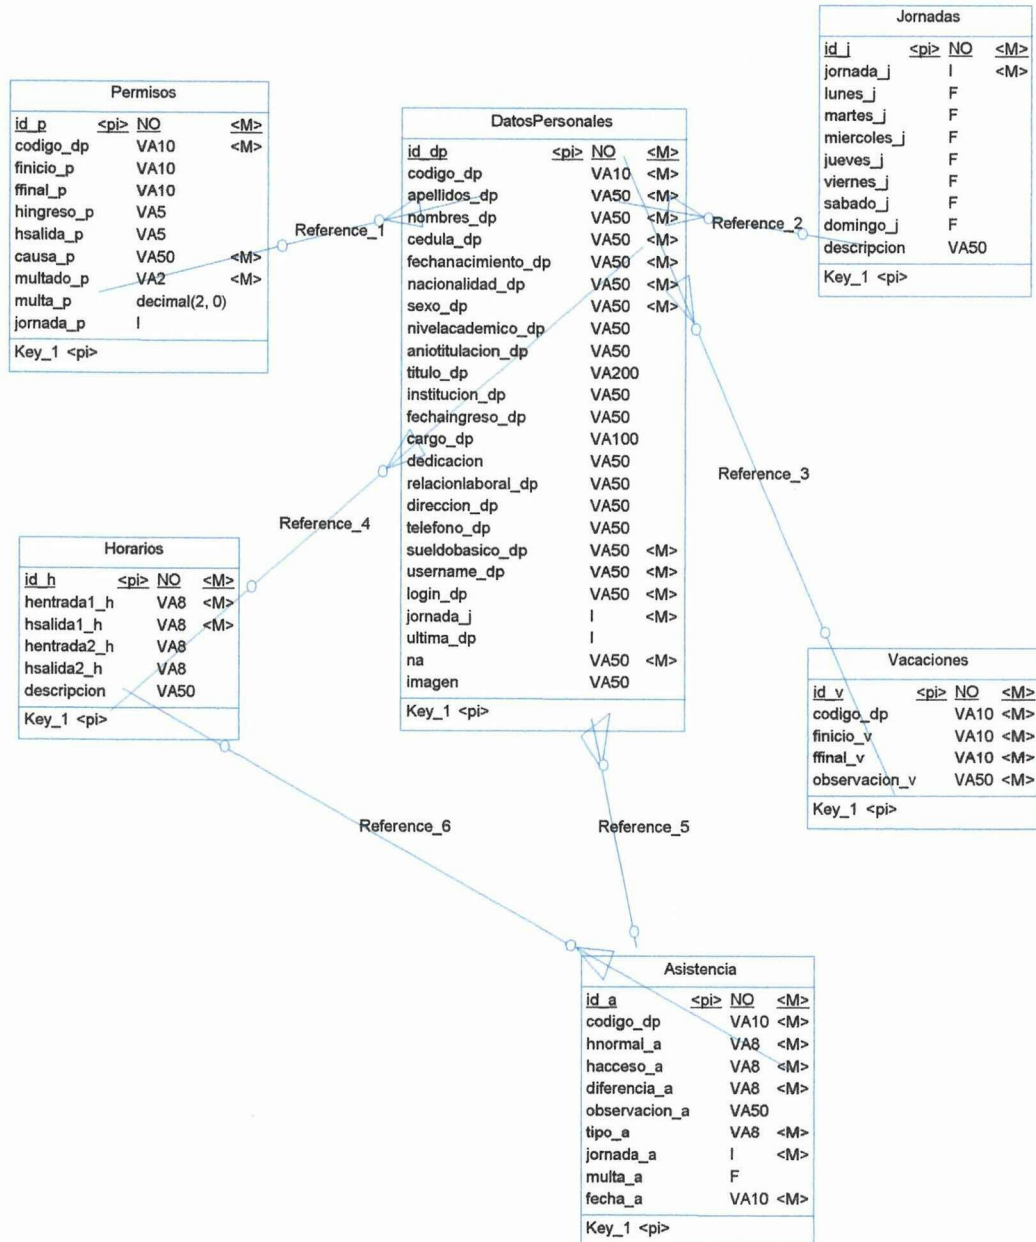 Jornadas
id_j <pi> NO <M>
jornada_j I <M>
lunes_j F
martes_j F
miercoles_j F
jueves_j F
viernes_j F
sabado_j F
domingo_j F
descripcion VA50
Key_1 <pi>
Permisos
id_p <pi> NO <M>
codigo_dp VA10 <M>
finicio_p VA10
ffinal_p VA10
hingreso_p VA5
hsalida_p VA5
causa_p VA50 <M>
multado_p VA2 <M>
multa_p decimal(2, 0)
jornada_p I
Key_1 <pi>
DatosPersonales
id_dp <pi> NO <M>
codigo_dp VA10 <M>
apellidos_dp VA50 <M>
nombres_dp VA50 <M>
cedula_dp VA50 <M>
fechanacimiento_dp VA50 <M>
nacionalidad_dp VA50 <M>
sexo_dp VA50 <M>
nivelacademico_dp VA50
aniotitulacion_dp VA50
titulo_dp VA200
institucion_dp VA50
fechaingreso_dp VA50
cargo_dp VA100
dedicacion VA50
relacionlaboral_dp VA50
direccion_dp VA50
telefono_dp VA50
sueldobasico_dp VA50 <M>
username_dp VA50 <M>
login_dp VA50 <M>
jornada_j I <M>
ultima_dp I
na VA50 <M>
imagen VA50
Key_1 <pi>
Reference_1
Reference_2
Reference_3
Reference_4
Horarios
id_h <pi> NO <M>
hentrada1_h VA8 <M>
hsalida1_h VA8 <M>
hentrada2_h VA8
hsalida2_h VA8
descripcion VA50
Key_1 <pi>
Vacaciones
id_v <pi> NO <M>
codigo_dp VA10 <M>
finicio_v VA10 <M>
ffinal_v VA10 <M>
observacion_v VA50 <M>
Key_1 <pi>
Reference_6
Reference_5
Asistencia
id_a <pi> NO <M>
codigo_dp VA10 <M>
hnormal_a VA8 <M>
hacceso_a VA8 <M>
diferencia_a VA8 <M>
observacion_a VA50
tipo_a VA8 <M>
jornada_a I <M>
multa_a F
fecha_a VA10 <M>
Key_1 <pi>